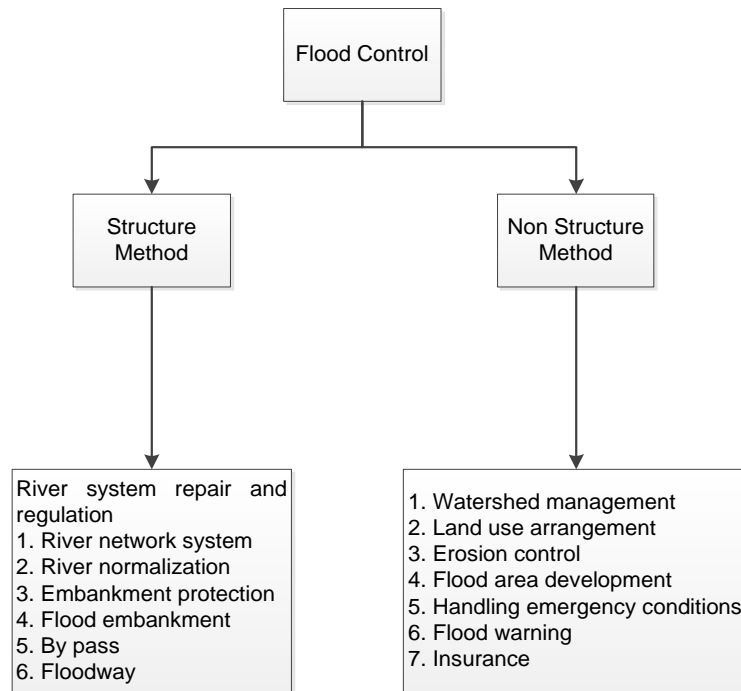 Flood Control
Structure
Method
Non Structure
Method
River system repair and
regulation
1. River network system
2. River normalization
3. Embankment protection
4. Flood embankment
5. By pass
6. Floodway
1. Watershed management
2. Land use arrangement
3. Erosion control
4. Flood area development
5. Handling emergency conditions
6. Flood warning
7. Insurance